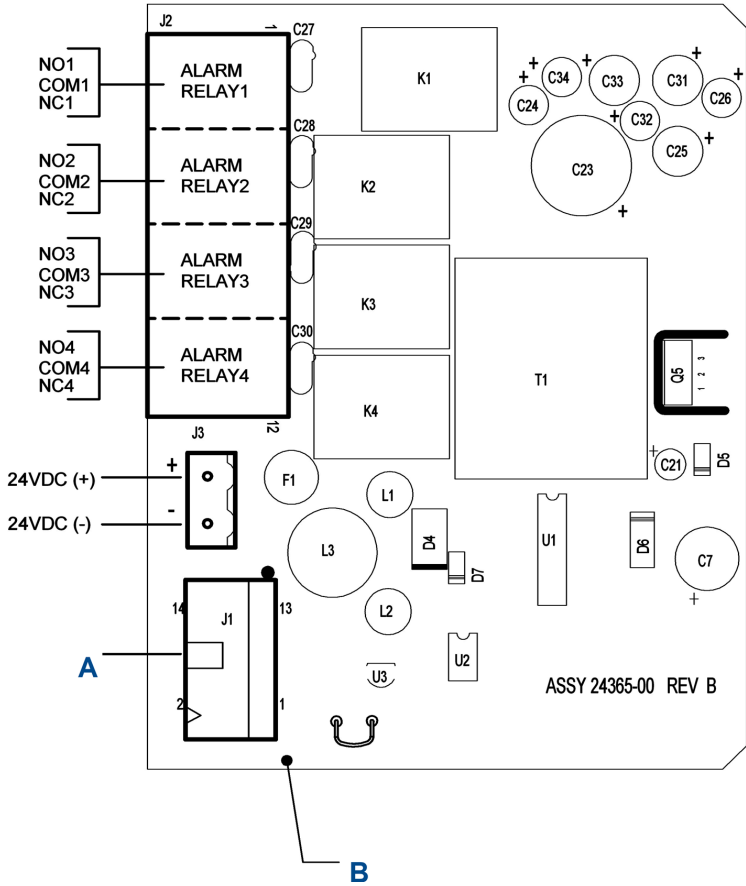 J2
1
C27
NO1
COM1
NC1
ALARM
RELAY1
K1
C34
C33
C31
C24
C32
C26
+
+
+
+
+
+
+
+
C23
C25
C28
NO2
COM2
NC2
ALARM
RELAY2
K2
C29
NO3
COM3
NC3
ALARM
RELAY3
K3
C30
NO4
COM4
NC4
ALARM
RELAY4
K4
T1
Q5
1 2 3
12
J3
+
24VDC (+)
-
24VDC (-)
F1
L1
L3
D4
D7
U1
+
C21
D5
D6
C7
+
14
J1
13
A
2
1
L2
U3
U2
ASSY 24365-00 REV B
B